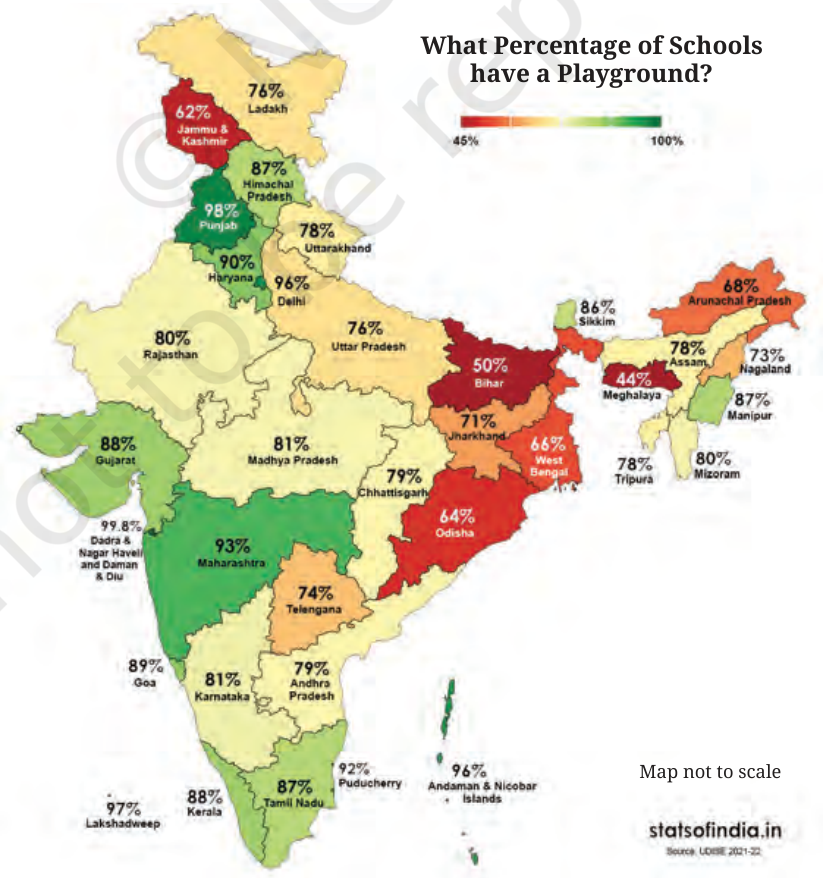 What Percentage of Schools
have a Playground?
45%
100%
76%
Ladakh
62%
Jammu &
Kashmir
87%
Himachal
Pradesh
98%
Punjab
78%
Uttarakhand
90%
Haryana
96%
Delhi
80%
Rajasthan
76%
Uttar Pradesh
50%
Bihar
86%
Sikkim
68%
Arunachal Pradesh
78%
Assam
73%
Nagaland
44%
Meghalaya
87%
Manipur
78%
Tripura
80%
Mizoram
88%
Gujarat
81%
Madhya Pradesh
71%
Jharkhand
66%
West
Bengal
79%
Chhattisgarh
64%
Odisha
99.8%
Dadra &
Nagar Haveli
and Daman
& Diu
93%
Maharashtra
74%
Telengana
89%
Goa
81%
Karnataka
79%
Andhra
Pradesh
97%
Lakshadweep
88%
Kerala
87%
Tamil Nadu
92%
Puducherry
96%
Andaman & Nicobar
Islands
Map not to scale
statsofindia.in
Source: UDISE 2021-22